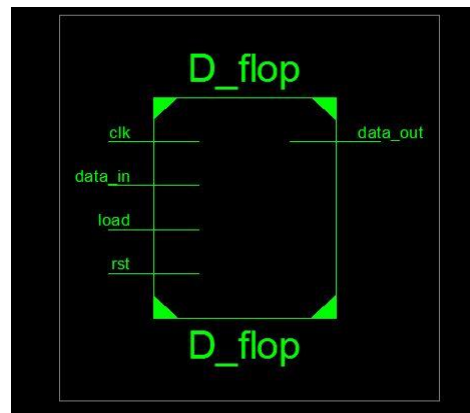 D_flop
clk
data_out
data_in
load
rst
D_flop